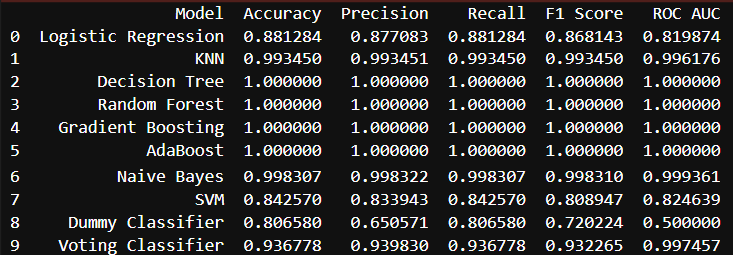 Model Accuracy Precision Recall F1 Score ROC AUC
0 Logistic Regression 0.881284 0.877083 0.881284 0.868143 0.819874
1 KNN 0.993450 0.993451 0.993450 0.993450 0.996176
2 Decision Tree 1.000000 1.000000 1.000000 1.000000 1.000000
3 Random Forest 1.000000 1.000000 1.000000 1.000000 1.000000
4 Gradient Boosting 1.000000 1.000000 1.000000 1.000000 1.000000
5 AdaBoost 1.000000 1.000000 1.000000 1.000000 1.000000
6 Naive Bayes 0.998307 0.998322 0.998307 0.998310 0.999361
7 SVM 0.842570 0.833943 0.842570 0.808947 0.824639
8 Dummy Classifier 0.806580 0.650571 0.806580 0.720224 0.500000
9 Voting Classifier 0.936778 0.939830 0.936778 0.932265 0.997457